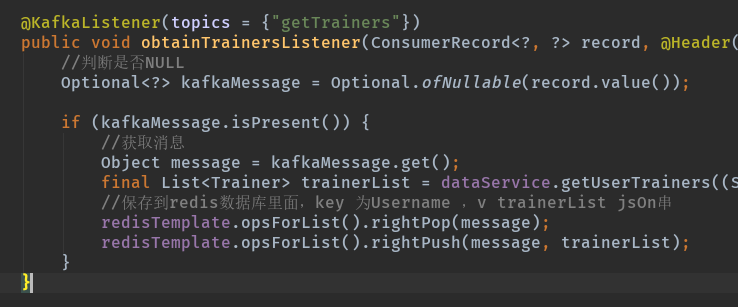 @KafkaListener(topics = {"getTrainers"})
public void obtainTrainersListener(ConsumerRecord<?, ?> record, @Header(
//判断是否NULL
Optional<?> kafkaMessage = Optional.ofNullable(record.value());
if (kafkaMessage.isPresent()) {
//获取消息
Object message = kafkaMessage.get();
final List<Trainer> trainerList = dataService.getUserTrainers((S
//保存到redis数据库里面，key 为Username ，v trainerList jsOn串
redisTemplate.opsForList().rightPop(message);
redisTemplate.opsForList().rightPush(message, trainerList);
}
}